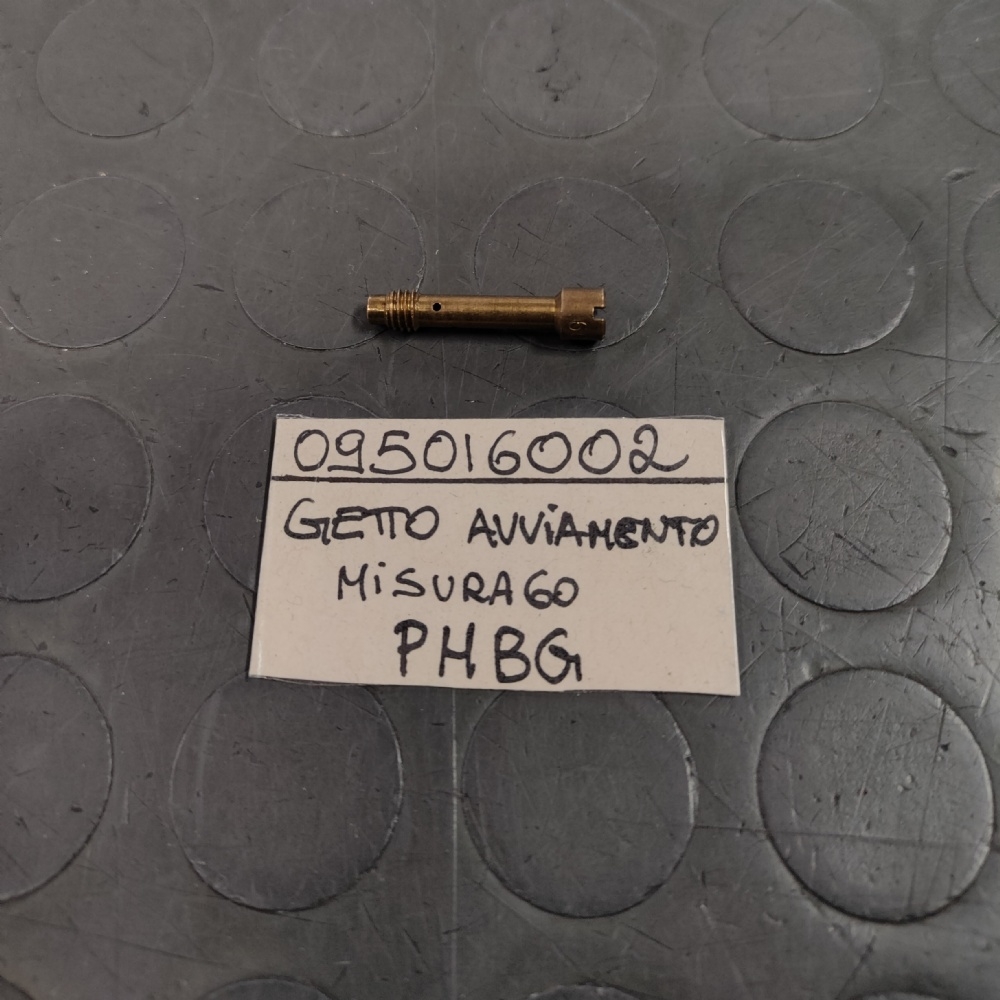 095016002
GETTO AVVIAMENTO
MISURA 60
PHBG